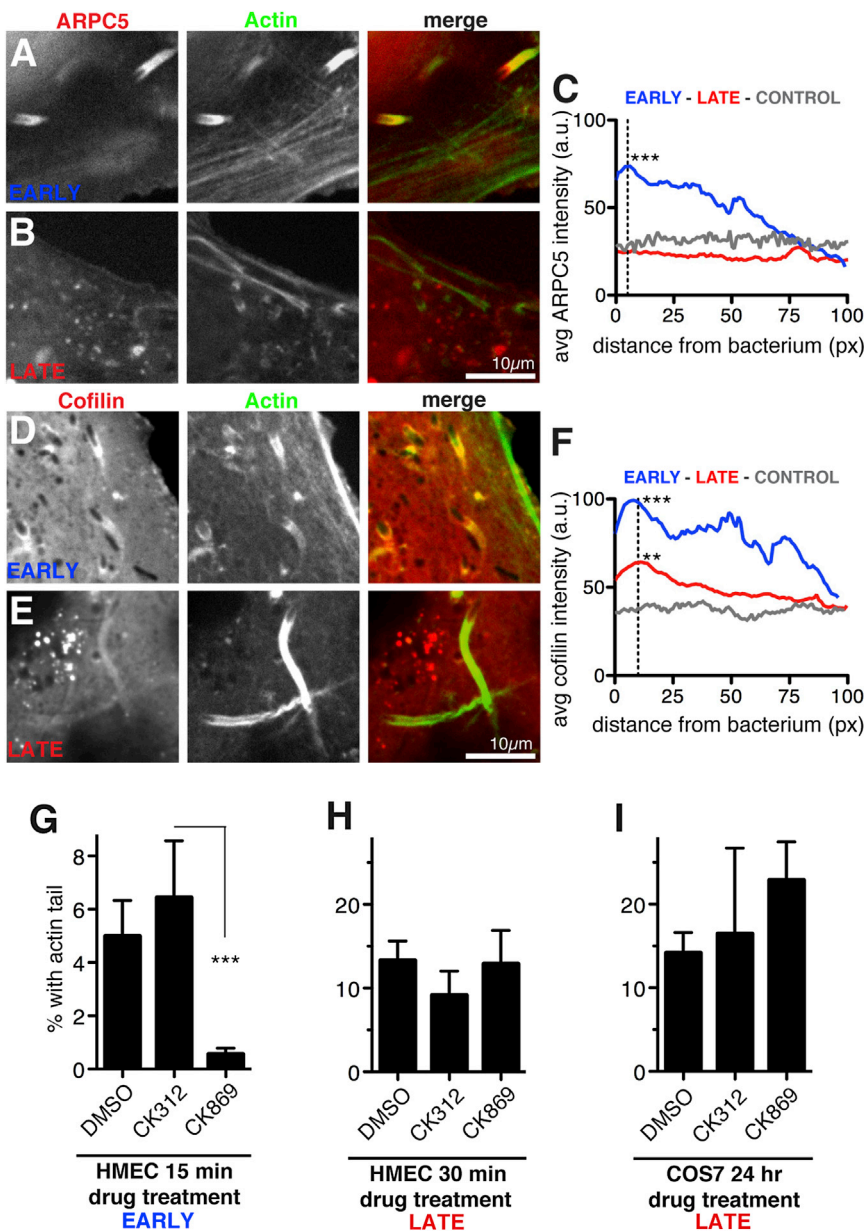 ARPC5 Actin merge
A
EARLY
B
LATE
10µm
C
EARLY - LATE - CONTROL
avg ARPC5 intensity (a.u.)
100
50
0
***
0 25 50 75 100
distance from bacterium (px)
Cofilin Actin merge
D
EARLY
E
LATE
10µm
F
EARLY - LATE - CONTROL
avg cofilin intensity (a.u.)
100
50
0
***
**
0 25 50 75 100
distance from bacterium (px)
G
% with actin tail
8
6
4
2
0
***
DMSO CK312 CK869
HMEC 15 min
drug treatment
EARLY
H
20
10
0
DMSO CK312 CK869
HMEC 30 min
drug treatment
LATE
I
20
10
0
DMSO CK312 CK869
COS7 24 hr
drug treatment
LATE